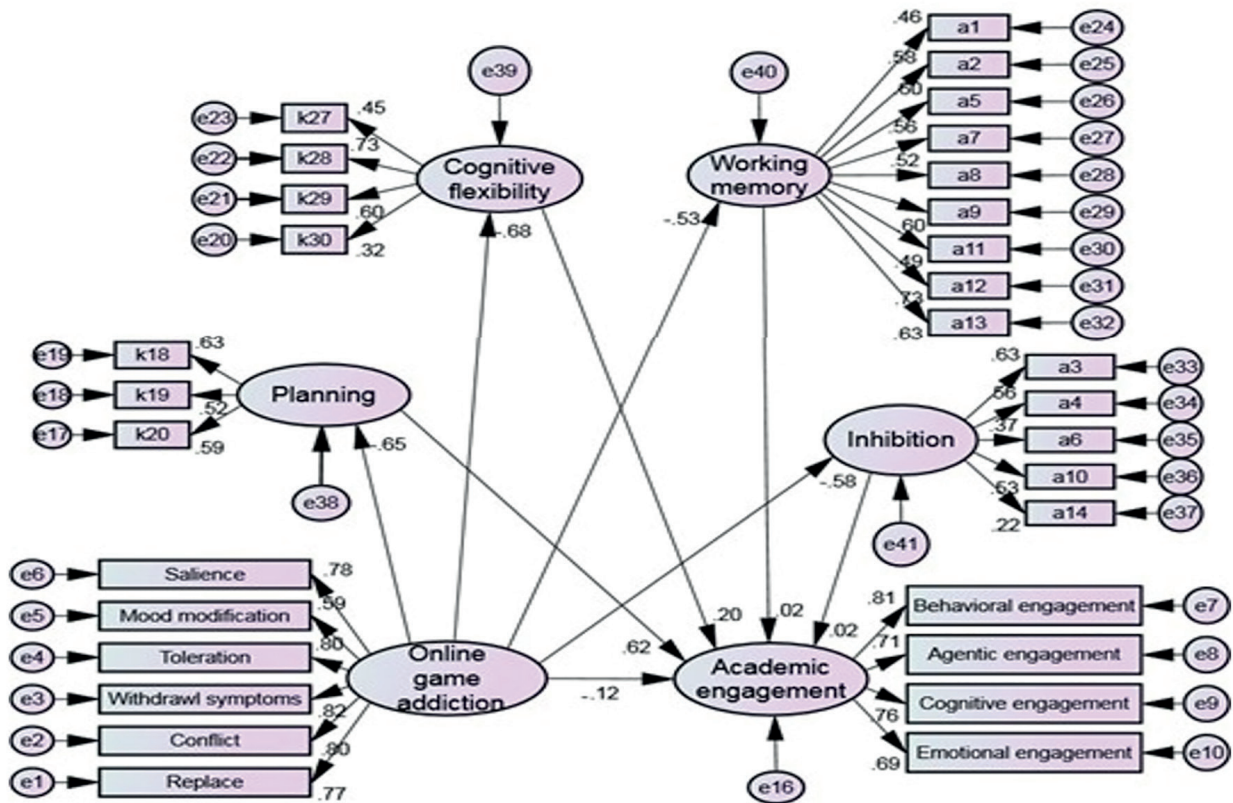 .46
a1
e24
.58
a2
e25
e39
e40
.60
a5
e26
e23
k27
.45
.56
a7
e27
e22
k28
.73
Cognitive
flexibility
Working
memory
.52
a8
e28
e21
k29
a9
e29
.60
-.68
-.53
.60
e20
k30
.32
a11
e30
.49
a12
e31
.73
.63
a13
e32
e19
k18
.63
.63
a3
e33
e18
k19
Planning
.56
a4
e34
.52
.37
e17
k20
.59
-.65
Inhibition
a6
e35
-.58
a10
e36
.53
e38
.22
a14
e37
e41
e6
Salience
.78
e5
Mood modification
.59
.81
Behavioral engagement
e7
.20
.02
.02
e4
Toleration
.80
Online
game
addiction
.62
Academic
engagement
.71
Agentic engagement
e8
e3
Withdrawl symptoms
-.12
Cognitive engagement
e9
.82
.76
e2
Conflict
.80
.69
Emotional engagement
e10
e1
Replace
.77
e16